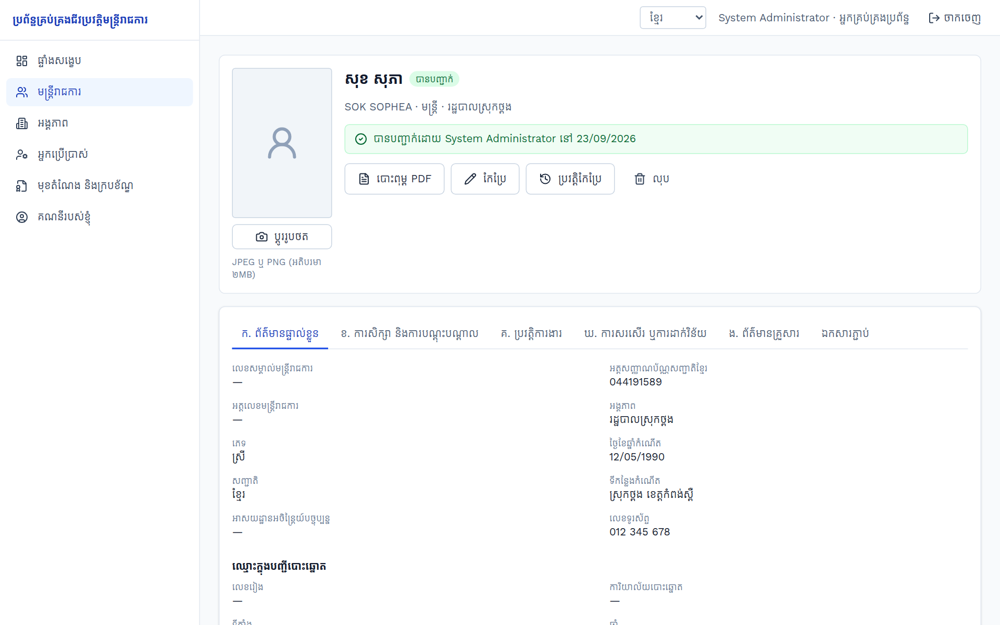 ប្រព័ន្ធគ្រប់គ្រងជីវប្រវត្តិមន្ត្រីរាជការ
ខ្មែរ
System Administrator · អ្នកគ្រប់គ្រងប្រព័ន្ធ
ចាកចេញ
ផ្ទាំងសង្ខេប
មន្ត្រីរាជការ
អង្គភាព
អ្នកប្រើប្រាស់
មុខតំណែង និងក្របខ័ណ្ឌ
គណនីរបស់ខ្ញុំ
សុខ សុភា
បានបញ្ជាក់
SOK SOPHEA · មន្ត្រី · រដ្ឋបាលស្រុកថ្ពង
បានបញ្ជាក់ដោយ System Administrator នៅ 23/09/2026
បោះពុម្ព PDF
កែប្រែ
ប្រវត្តិកែប្រែ
លុប
ប្ដូររូបថត
JPEG ឬ PNG (អតិបរមា
២MB)
ក. ព័ត៌មានផ្ទាល់ខ្លួន
ខ. ការសិក្សា និងការបណ្តុះបណ្តាល
គ. ប្រវត្តិការងារ
ឃ. ការសរសើរ ឬការដាក់វិន័យ
ង. ព័ត៌មានគ្រួសារ
ឯកសារភ្ជាប់
លេខសម្គាល់មន្ត្រីរាជការ
—
អត្តសញ្ញាណប័ណ្ណសញ្ជាតិខ្មែរ
044191589
អត្តលេខមន្ត្រីរាជការ
—
អង្គភាព
រដ្ឋបាលស្រុកថ្ពង
ភេទ
ស្រី
ថ្ងៃខែឆ្នាំកំណើត
12/05/1990
សញ្ជាតិ
ខ្មែរ
ទីកន្លែងកំណើត
ស្រុកថ្ពង ខេត្តកំពង់ស្ពឺ
អាសយដ្ឋានអចិន្ត្រៃយ៍បច្ចុប្បន្ន
—
លេខទូរស័ព្ទ
012 345 678
ឈ្មោះក្នុងបញ្ជីបោះឆ្នោត
លេខរៀង
—
ការិយាល័យបោះឆ្នោត
—
ទីតាំង